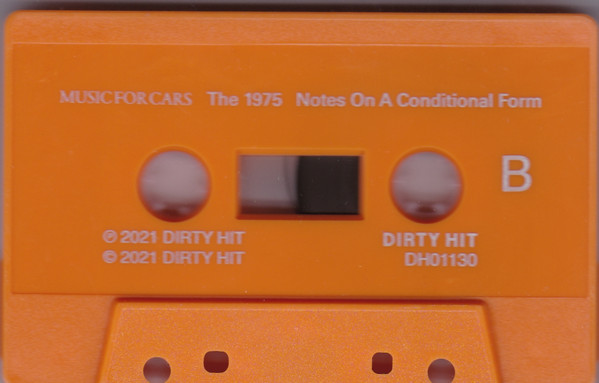 MUSIC FOR CARS The 1975 Notes On A Conditional Form
B
℗ 2021 DIRTY HIT
© 2021 DIRTY HIT
DIRTY HIT
DH01130